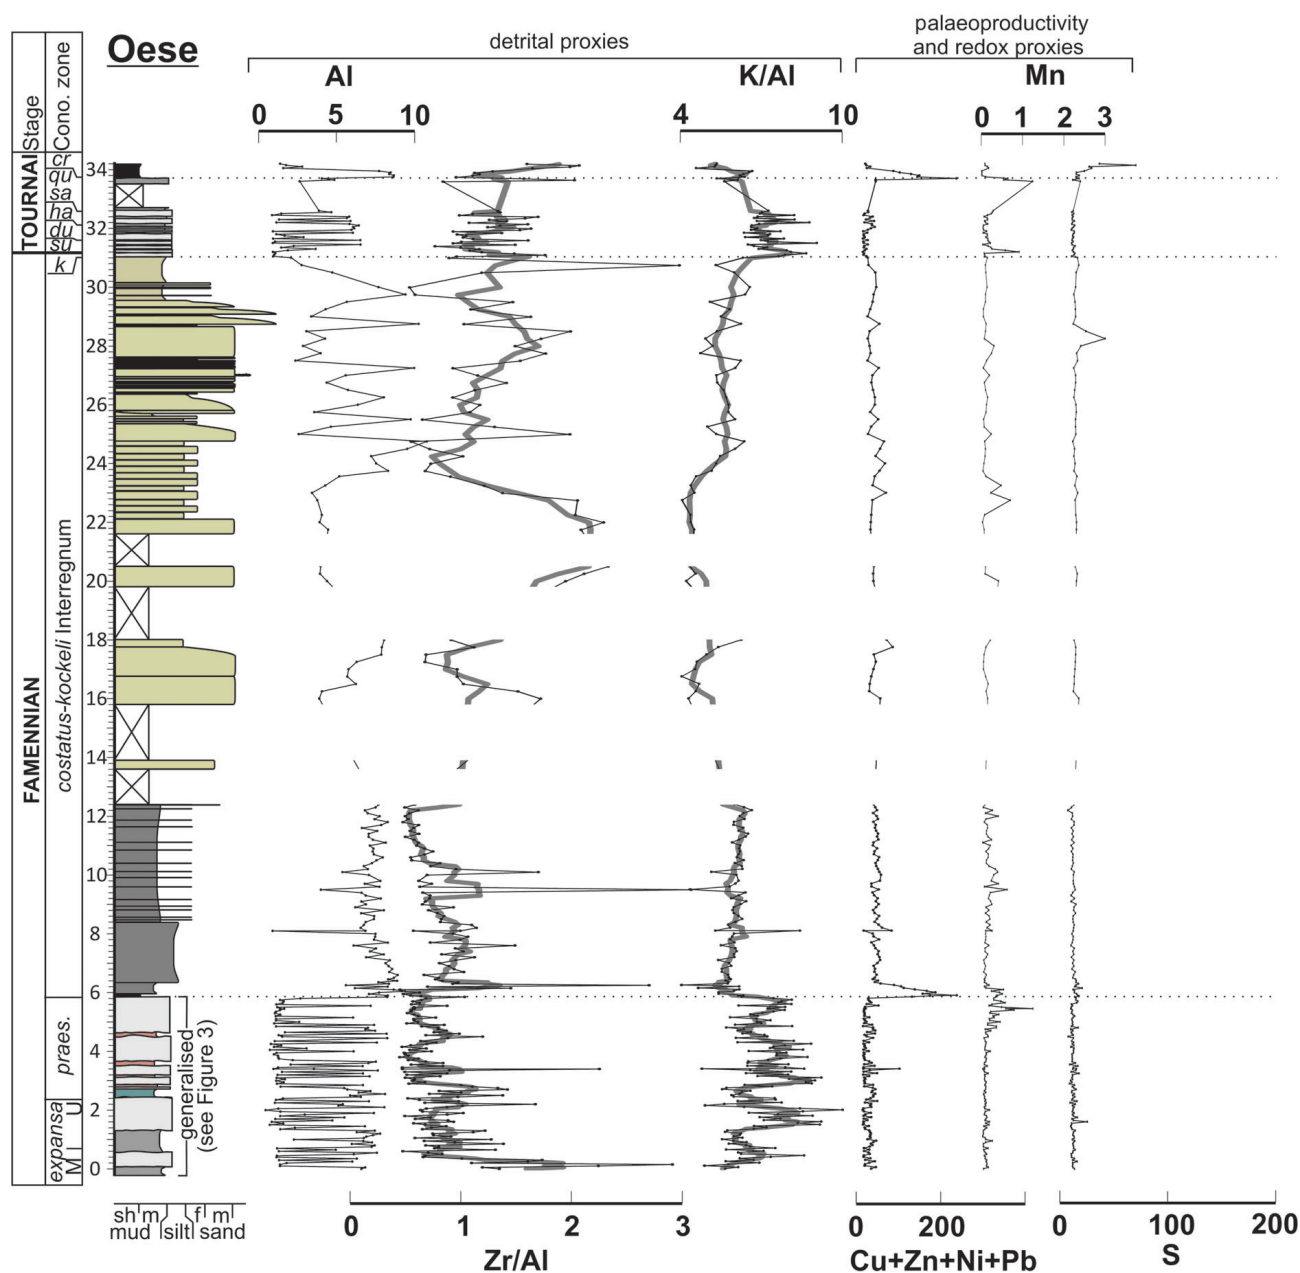 Oese
detrital proxies
palaeoproductivity
and redox proxies
Al
K/Al
Mn
0 5 10
4 10
0 1 2 3
Stage
Cono. zone
TOURNAI
cr
qu
sa
ha
du
su
k
FAMENNIAN
costatus-kockeli Interregnum
praes.
expansa
M
U
34
32
30
28
26
24
22
20
18
16
14
12
10
8
6
4
2
0
generalised
(see Figure 3)
sh m f m
mud silt sand
0 1 2 3
Zr/Al
0 200
Cu+Zn+Ni+Pb
0 100 200
S